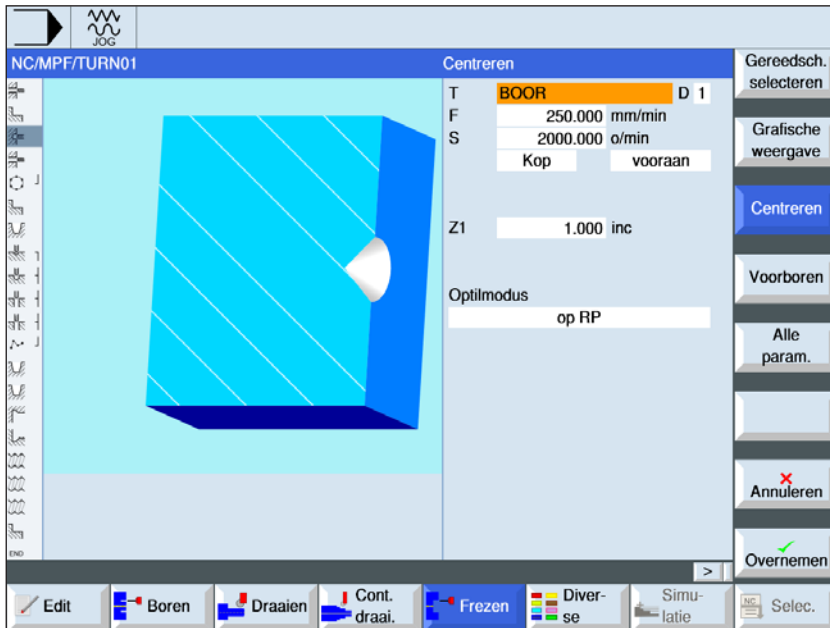 JOG
NC/MPF/TURN01
Centreren
T BOOR D 1
F 250.000 mm/min
S 2000.000 o/min
Kop vooraan
Z1 1.000 inc
Optilmodus
op RP
END
>
Gereedsch.
selecteren
Grafische
weergave
Centreren
Voorboren
Alle
param.
Annuleren
Overnemen
Edit
Boren
Draaien
Cont.
draai.
Frezen
Diver-
se
Simu-
latie
NC
Selec.